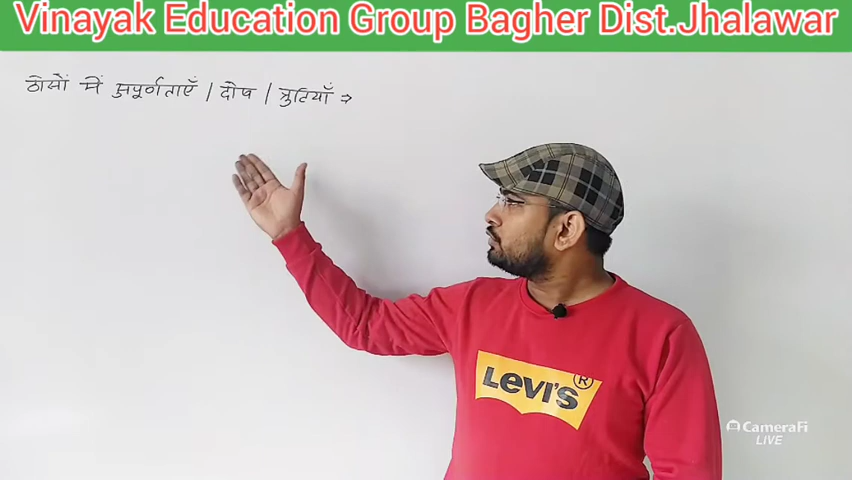 Vinayak Education Group Bagher Dist.Jhalawar
ठोसों में अपूर्णताएँ / दोष / त्रुटियाँ →
LEVI'S ®
CameraFi
LIVE